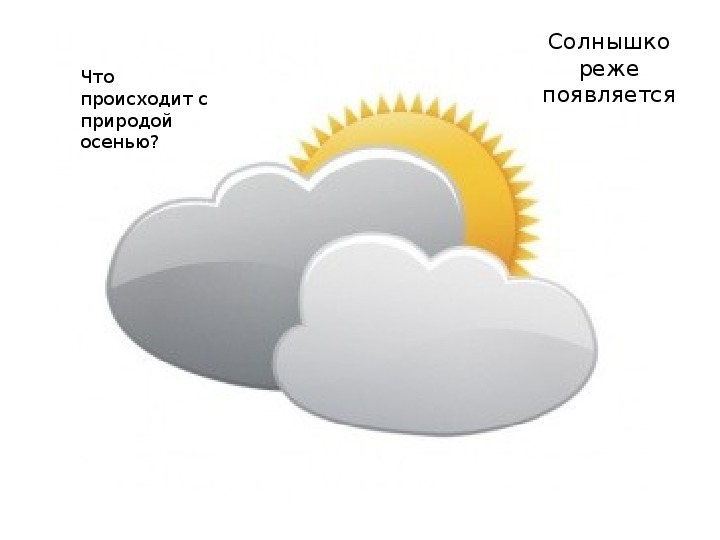 Что
происходит с
природой
осенью?
Солнышко
реже
появляется